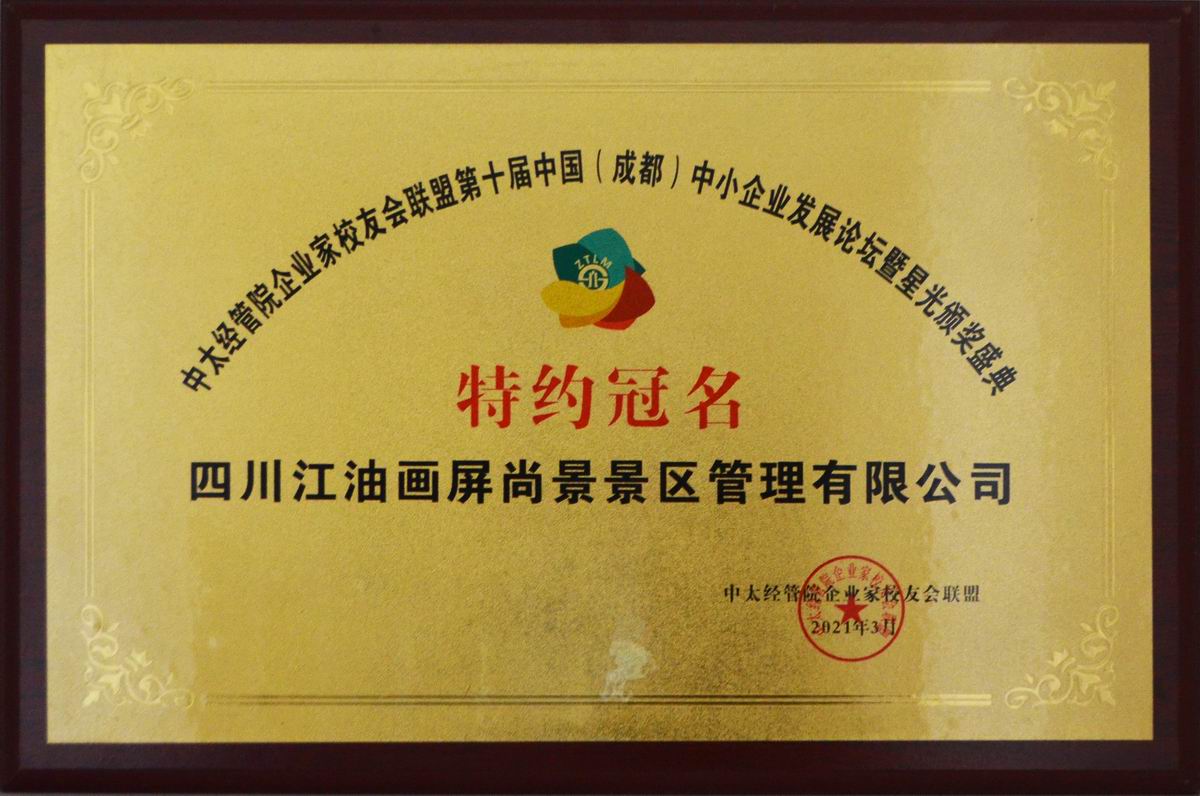 中太经管院企业家校友会联盟第十届中国（成都）中小企业发展论坛暨星光颁奖盛典
ZTLM
特约冠名
四川江油画屏尚景景区管理有限公司
中太经管院企业家校友会联盟
2021年3月